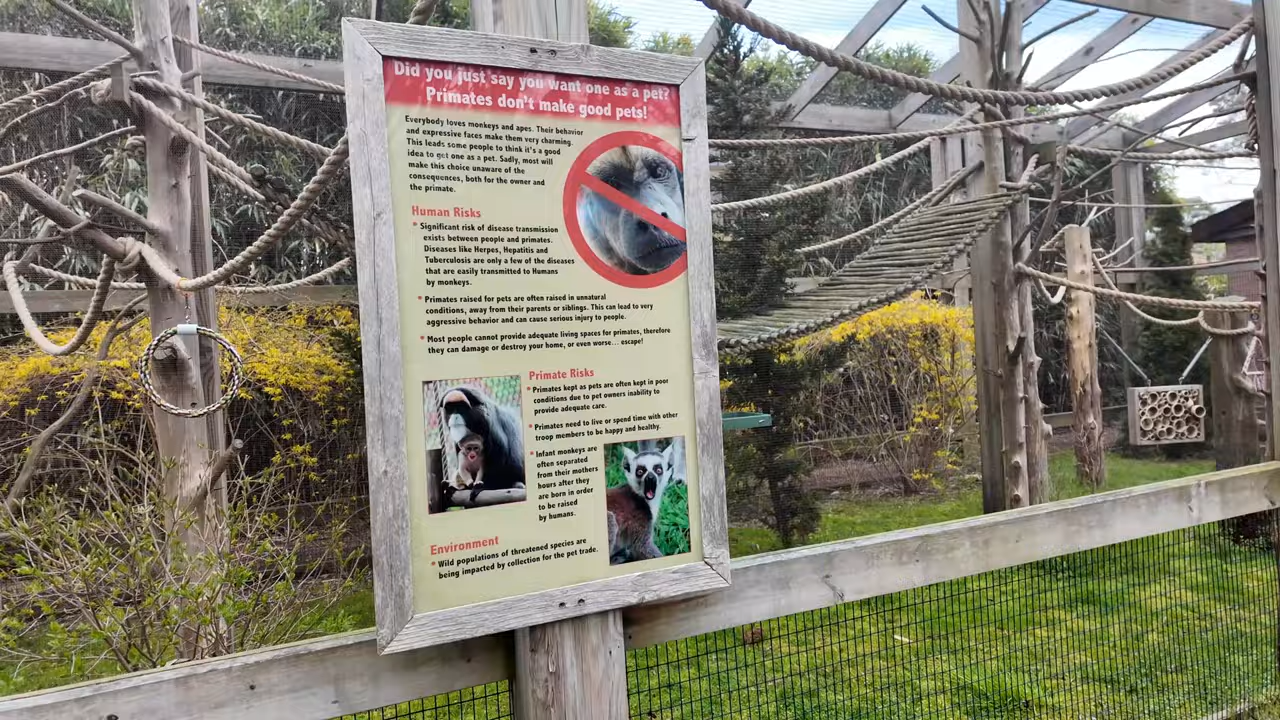 Did you just say you want one as a pet?
Primates don't make good pets!
Everybody loves monkeys and apes. Their behavior
and expressive faces make them very charming.
This leads some people to think it's a good
idea to get one as a pet. Sadly, most will
make this choice unaware of the
consequences, both for the owner and
the primate.
Human Risks
• Significant risk of disease transmission
exists between people and primates.
Diseases like Herpes, Hepatitis and
Tuberculosis are only a few of the diseases
that are easily transmitted to Humans
by monkeys.
• Primates raised for pets are often raised in unnatural
conditions, away from their parents or siblings. This can lead to very
aggressive behavior and can cause serious injury to people.
• Most people cannot provide adequate living spaces for primates, therefore
they can damage or destroy your home, or even worse... escape!
Primate Risks
• Primates kept as pets are often kept in poor
conditions due to pet owners inability to
provide adequate care.
• Primates need to live or spend time with other
troop members to be happy and healthy.
• Infant monkeys are
often separated
from their mothers
hours after they
are born in order
to be raised
by humans.
Environment
• Wild populations of threatened species are
being impacted by collection for the pet trade.